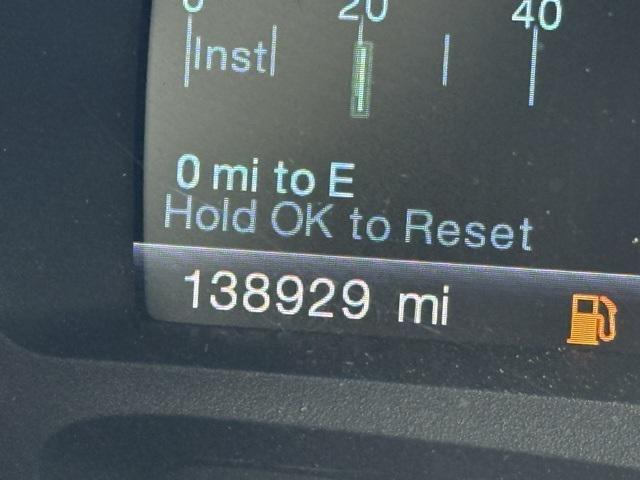 0 20 40
Inst
0 mi to E
Hold OK to Reset
138929 mi